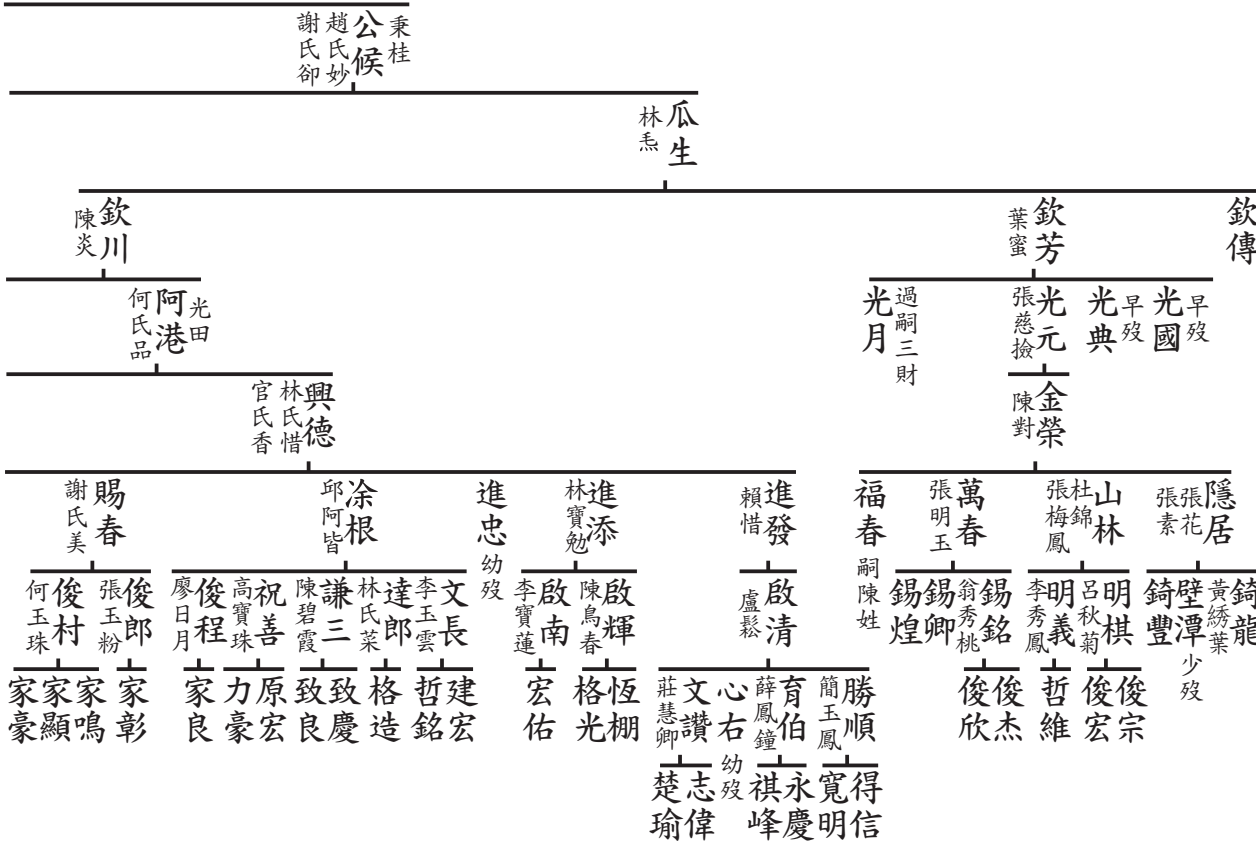 秉桂
公候
趙氏妙
謝氏卻
瓜生
林𤆬
欽傳
欽芳
葉蜜
欽川
陳炎
光國
早歿
光典
早歿
光元
張慈撿
光月
過嗣三財
光田
阿港
何氏品
金榮
陳對
興德
林氏惜
官氏香
隱居
張花
張素
山林
杜錦
張梅鳳
萬春
張明玉
福春
嗣陳姓
進發
賴惜
進添
林寶勉
進忠
幼歿
凃根
邱阿皆
賜春
謝氏美
錡龍
黃綉葉
壁潭
少歿
錡豐
明棋
呂秋菊
明義
李秀鳳
錫銘
翁秀桃
錫卿
錫煌
啟清
盧鬆
啟輝
陳鳥春
啟南
李寶蓮
文長
李玉雲
達郎
林氏菜
謙三
陳碧霞
祝善
高寶珠
俊程
廖日月
俊郎
張玉粉
俊村
何玉珠
俊宗
俊宏
哲維
俊杰
俊欣
勝順
簡玉鳳
育伯
薛鳳鐘
心右
幼歿
文讚
莊慧卿
恆棚
格光
宏佑
建宏
哲銘
格造
致慶
致良
原宏
力豪
家良
家彰
家鳴
家顯
家豪
得信
寬明
永慶
祺峰
志偉
楚瑜